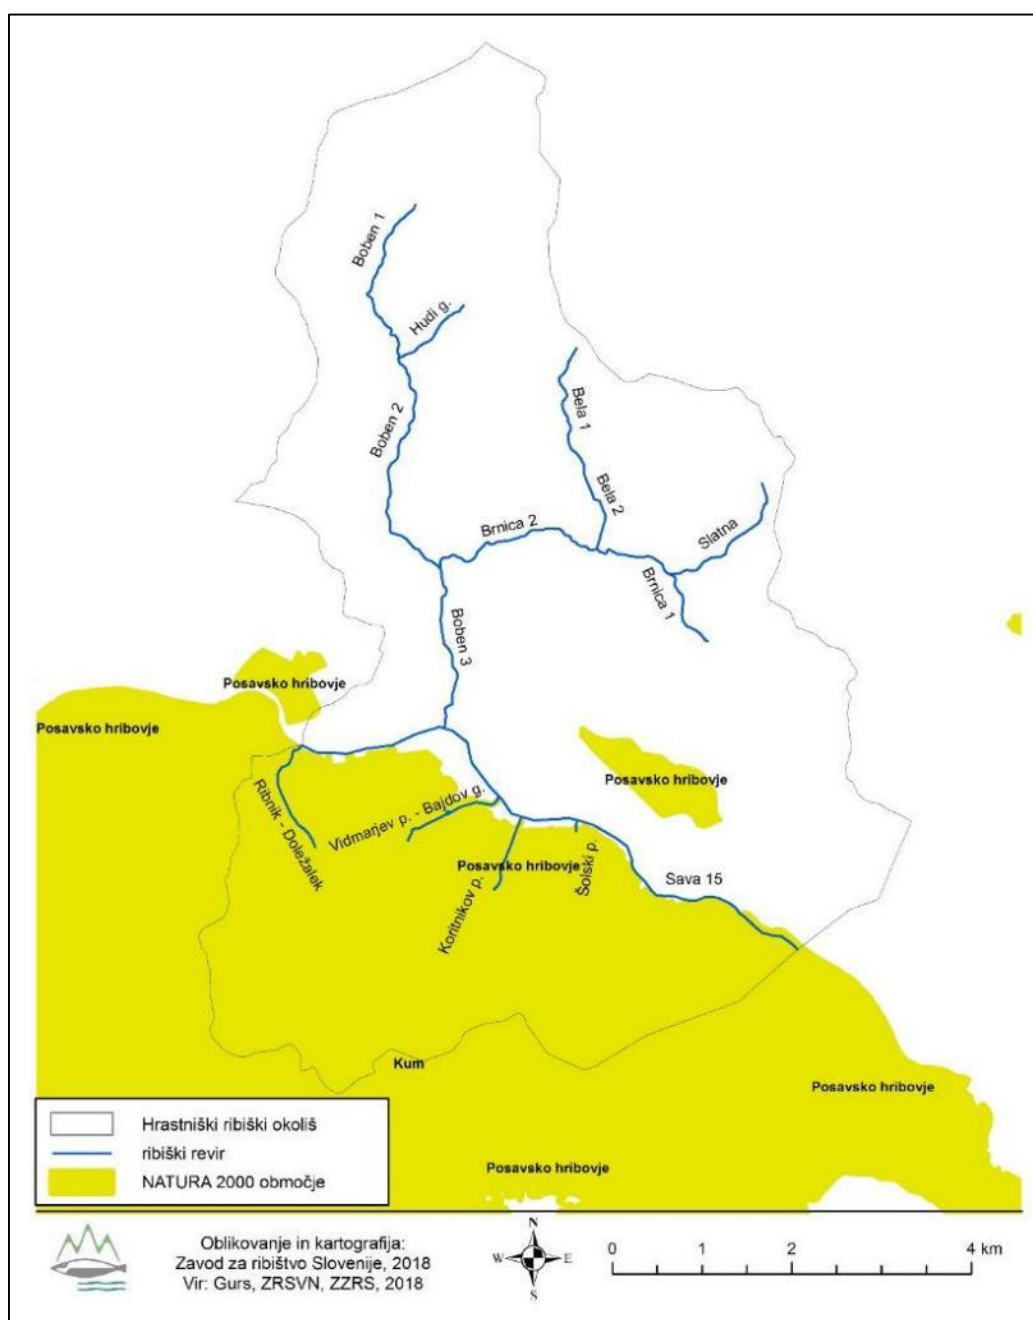 Boben 1
Hudi g.
Boben 2
Bela 1
Bela 2
Slatna
Brnica 2
Brnica 1
Boben 3
Posavsko hribovje
Posavsko hribovje
Posavsko hribovje
Ribnik - Doležalek
Vidmarjev p. - Bajdov g.
Posavsko hribovje
Koritnikov p.
Šolski p.
Sava 15
Kum
Posavsko hribovje
Posavsko hribovje
Hrastniški ribiški okoliš
ribiški revir
NATURA 2000 območje
Oblikovanje in kartografija:
Zavod za ribištvo Slovenije, 2018
Vir: Gurs, ZRSVN, ZZRS, 2018
N
W E
S
0 1 2 4 km